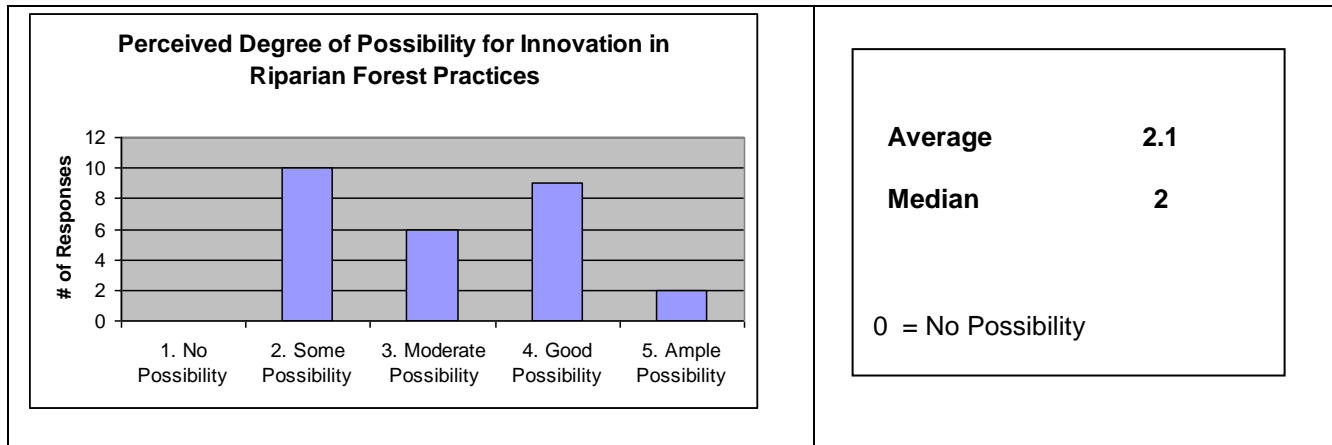 Perceived Degree of Possibility for Innovation in
Riparian Forest Practices
# of Responses
12
10
8
6
4
2
0
1. No
Possibility
2. Some
Possibility
3. Moderate
Possibility
4. Good
Possibility
5. Ample
Possibility
Average 2.1
Median 2
0 = No Possibility